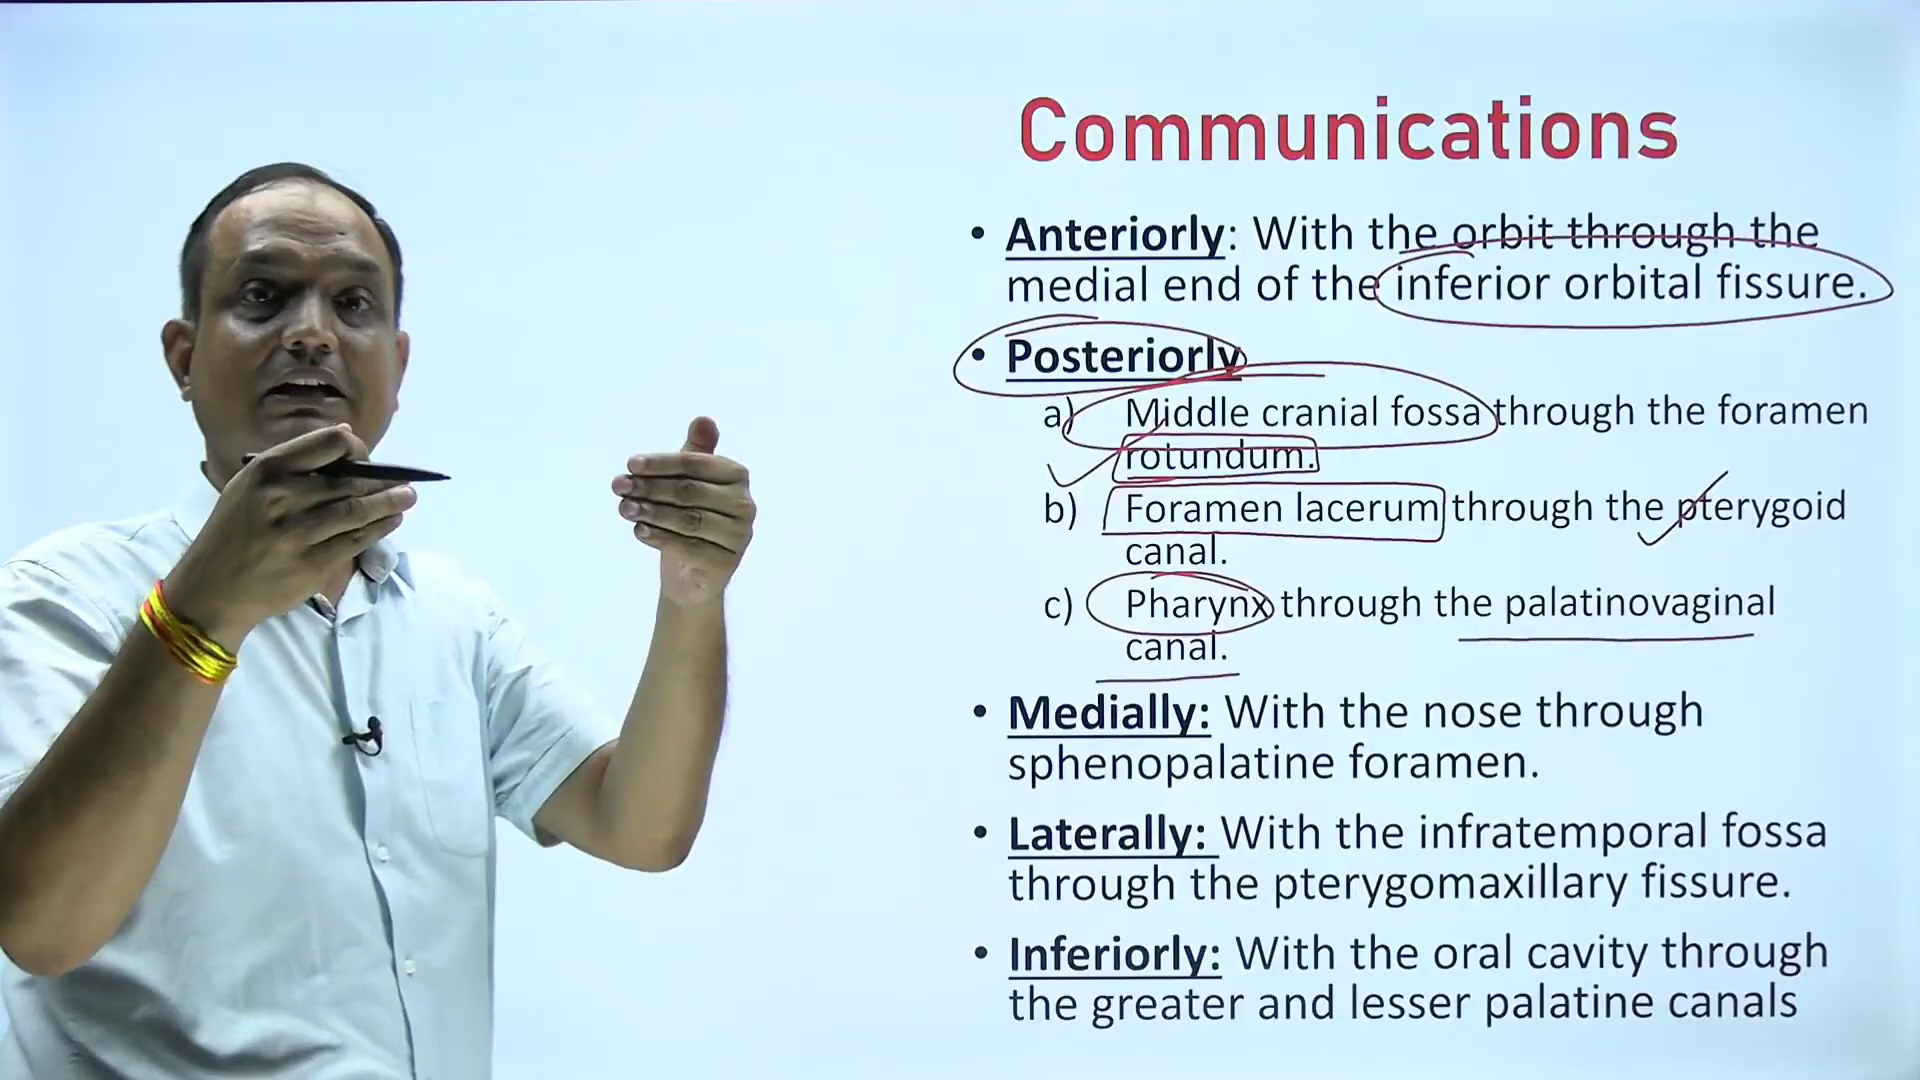 Communications
• Anteriorly: With the orbit through the
medial end of the inferior orbital fissure.
• Posteriorly
a) Middle cranial fossa through the foramen
rotundum.
b) Foramen lacerum through the pterygoid
canal.
c) Pharynx through the palatinovaginal
canal.
• Medially: With the nose through
sphenopalatine foramen.
• Laterally: With the infratemporal fossa
through the pterygomaxillary fissure.
• Inferiorly: With the oral cavity through
the greater and lesser palatine canals